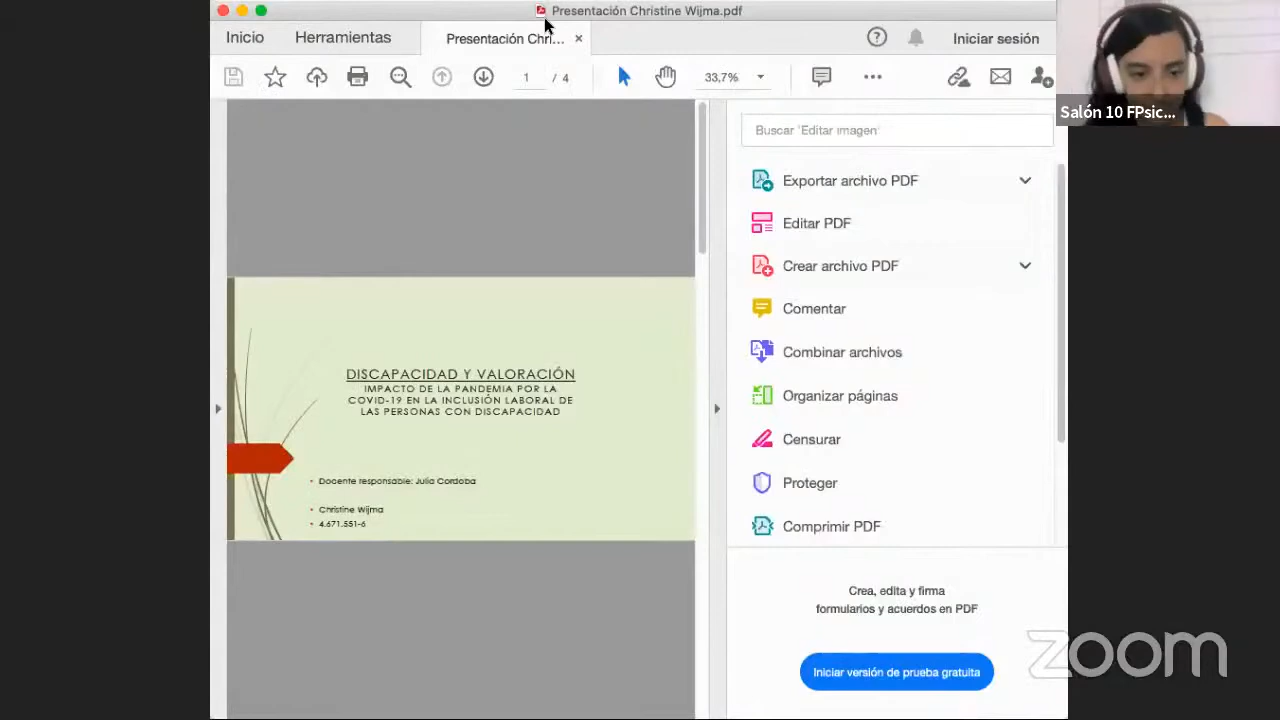 Presentación Christine Wijma.pdf
Inicio
Herramientas
Presentación Chri...
Iniciar sesión
1 / 4
33,7%
Salón 10 FPsic...
Buscar 'Editar imagen'
Exportar archivo PDF
Editar PDF
Crear archivo PDF
Comentar
Combinar archivos
Organizar páginas
Censurar
Proteger
Comprimir PDF
DISCAPACIDAD Y VALORACIÓN
IMPACTO DE LA PANDEMIA POR LA
COVID-19 EN LA INCLUSIÓN LABORAL DE
LAS PERSONAS CON DISCAPACIDAD
• Docente responsable: Julia Cordoba
• Christine Wijma
• 4.671.551-6
Crea, edita y firma
formularios y acuerdos en PDF
Iniciar versión de prueba gratuita
zoom